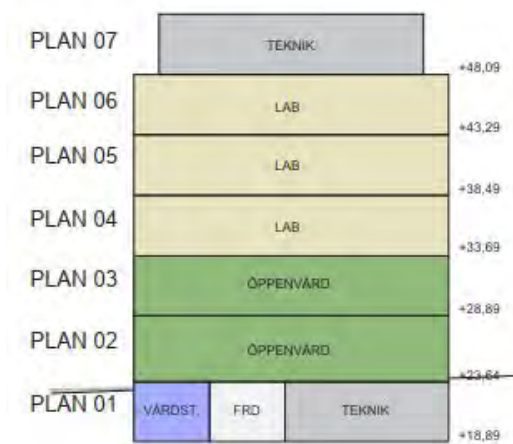 PLAN 07
TEKNIK
+48,09
PLAN 06
LAB
+43,29
PLAN 05
LAB
+38,49
PLAN 04
LAB
+33,69
PLAN 03
ÖPPENVÅRD
+28,89
PLAN 02
ÖPPENVÅRD
+23,64
PLAN 01
VÅRDST. FRD TEKNIK
+18,89